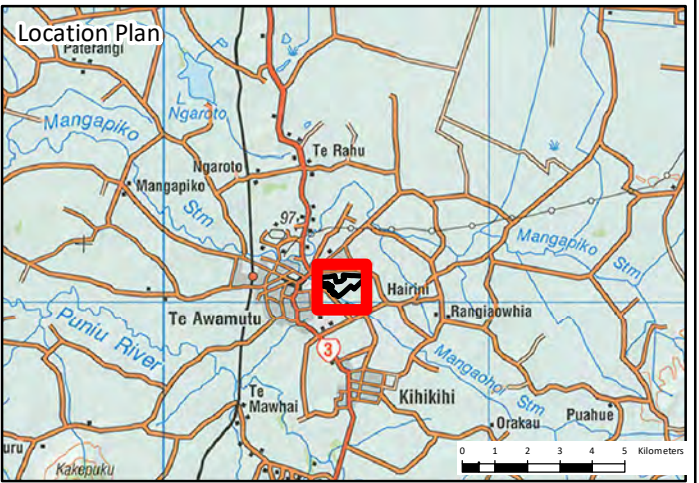 Location Plan
Paterangi
L
Ngaroto
Mangapiko
Stm
Te Rahu
Ngaroto
Mangapiko
97
Mangapiko
Stm
Hairini
Rangiaowhia
Te Awamutu
Puniu River
3
Mangaohoi
Stm
Te
Mawhai
Kihikihi
Orakau
Puahue
uru
Kakepuku
0 1 2 3 4 5 Kilometers